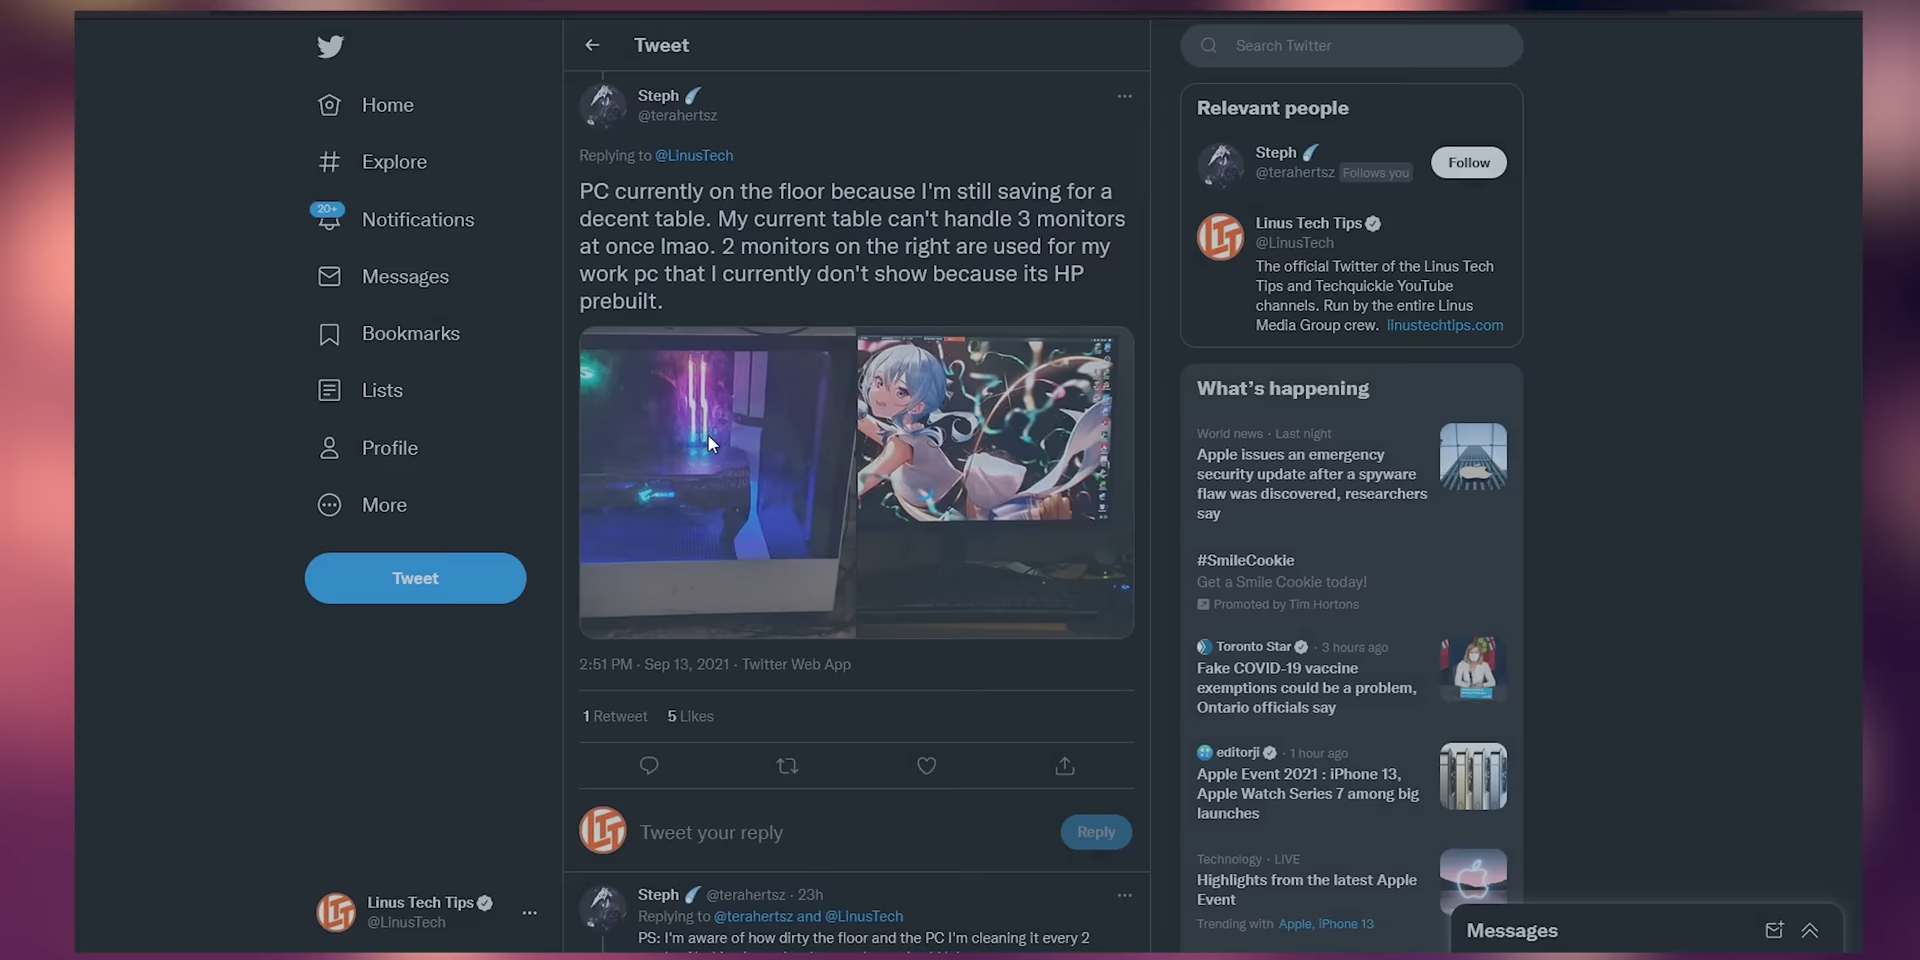 Home
Explore
20+
Notifications
Messages
Bookmarks
Lists
Profile
More
Tweet
Linus Tech Tips
@LinusTech
Tweet
Steph
@terahertsz
Replying to @LinusTech
PC currently on the floor because I'm still saving for a
decent table. My current table can't handle 3 monitors
at once lmao. 2 monitors on the right are used for my
work pc that I currently don't show because its HP
prebuilt.
2:51 PM · Sep 13, 2021 · Twitter Web App
1 Retweet 5 Likes
LTT
Tweet your reply
Reply
Steph @terahertsz · 23h
Replying to @terahertsz and @LinusTech
PS: I'm aware of how dirty the floor and the PC I'm cleaning it every 2
Search Twitter
Relevant people
Steph
@terahertsz Follows you
Follow
Linus Tech Tips
@LinusTech
The official Twitter of the Linus Tech
Tips and Techquickie YouTube
channels. Run by the entire Linus
Media Group crew. linustechtips.com
What's happening
World news · Last night
Apple issues an emergency
security update after a spyware
flaw was discovered, researchers
say
#SmileCookie
Get a Smile Cookie today!
Promoted by Tim Hortons
Toronto Star · 3 hours ago
Fake COVID-19 vaccine
exemptions could be a problem,
Ontario officials say
editorji · 1 hour ago
Apple Event 2021 : iPhone 13,
Apple Watch Series 7 among big
launches
Technology · LIVE
Highlights from the latest Apple
Event
Trending with Apple, iPhone 13
Messages